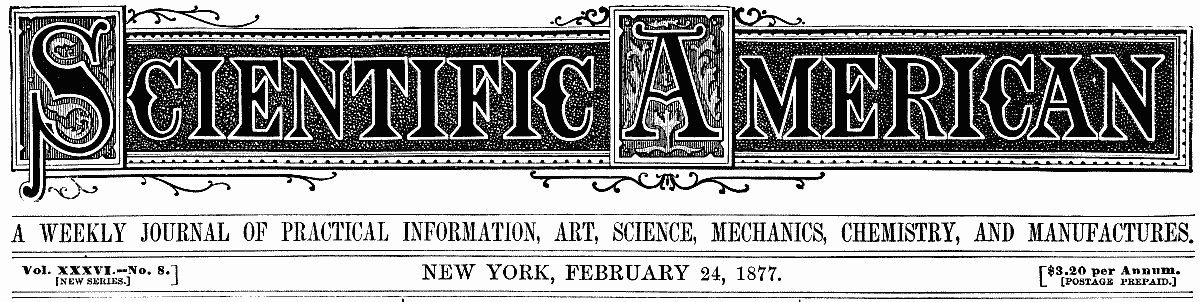 SCIENTIFIC AMERICAN
A WEEKLY JOURNAL OF PRACTICAL INFORMATION, ART, SCIENCE, MECHANICS, CHEMISTRY, AND MANUFACTURES.
Vol. XXXVI.—No. 8.] NEW YORK, FEBRUARY 24, 1877. [$3.20 per Annum.
[NEW SERIES.] [POSTAGE PREPAID.]